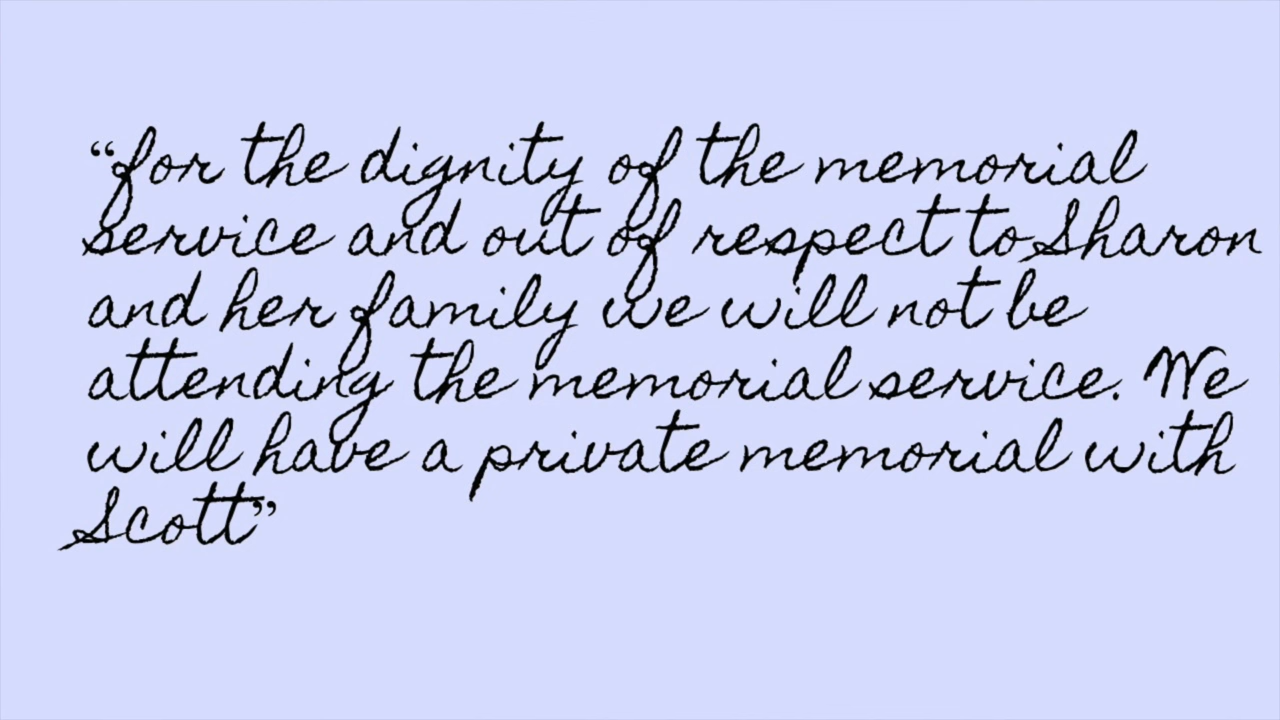 “for the dignity of the memorial
service and out of respect to Sharon
and her family we will not be
attending the memorial service. We
will have a private memorial with
Scott”